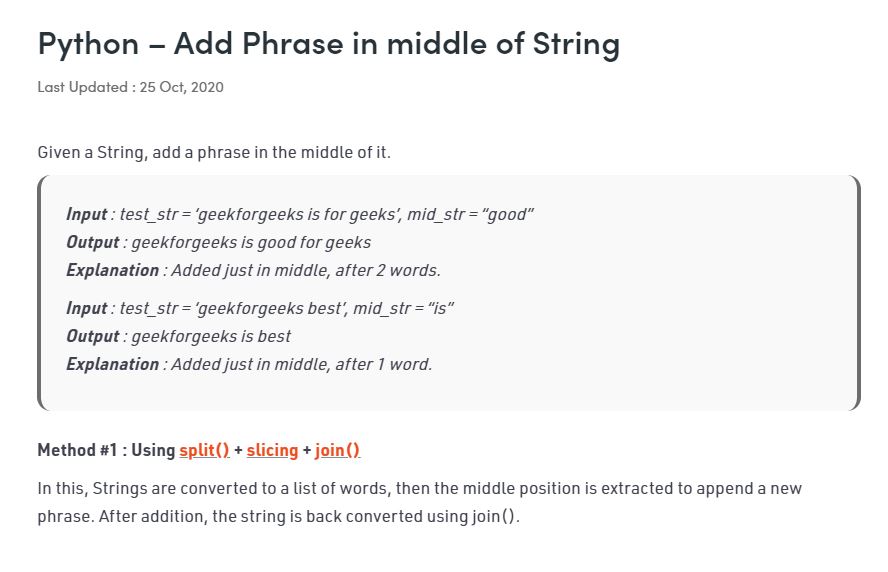 Python – Add Phrase in middle of String
Last Updated : 25 Oct, 2020
Given a String, add a phrase in the middle of it.
Input : test_str = ‘geekforgeeks is for geeks’, mid_str = “good”
Output : geekforgeeks is good for geeks
Explanation : Added just in middle, after 2 words.
Input : test_str = ‘geekforgeeks best’, mid_str = “is”
Output : geekforgeeks is best
Explanation : Added just in middle, after 1 word.
Method #1 : Using split() + slicing + join()
In this, Strings are converted to a list of words, then the middle position is extracted to append a new
phrase. After addition, the string is back converted using join().